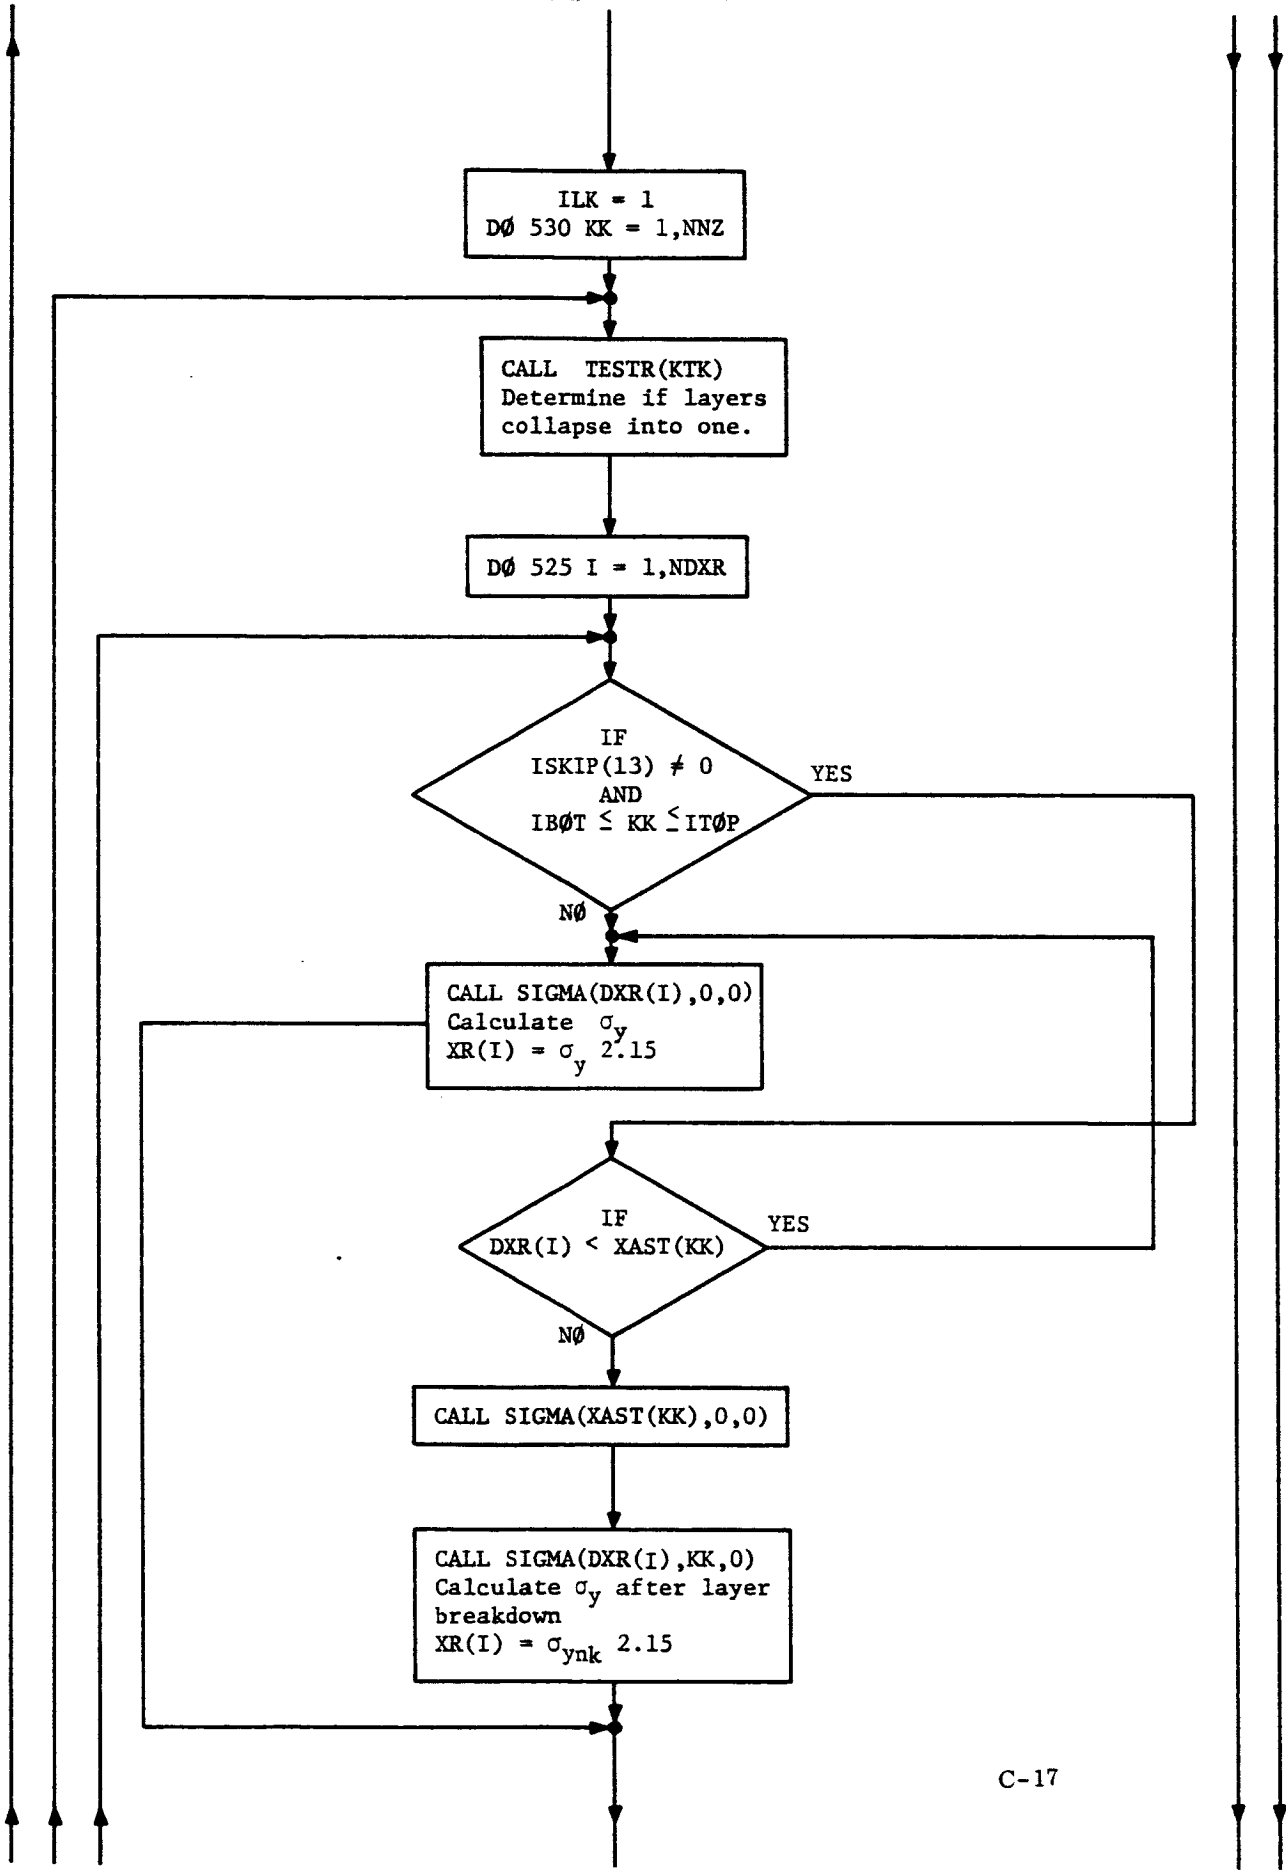 ILK = 1
DØ 530 KK = 1,NNZ
CALL TESTR(KTK)
Determine if layers
collapse into one.
DØ 525 I = 1,NDXR
IF
ISKIP(13) ≠ 0
AND
IBØT ≤ KK ≤ ITØP
YES
NØ
CALL SIGMA(DXR(I),0,0)
Calculate σy
XR(I) = σy 2.15
IF
DXR(I) < XAST(KK)
YES
NØ
CALL SIGMA(XAST(KK),0,0)
CALL SIGMA(DXR(I),KK,0)
Calculate σy after layer
breakdown
XR(I) = σynk 2.15
C-17